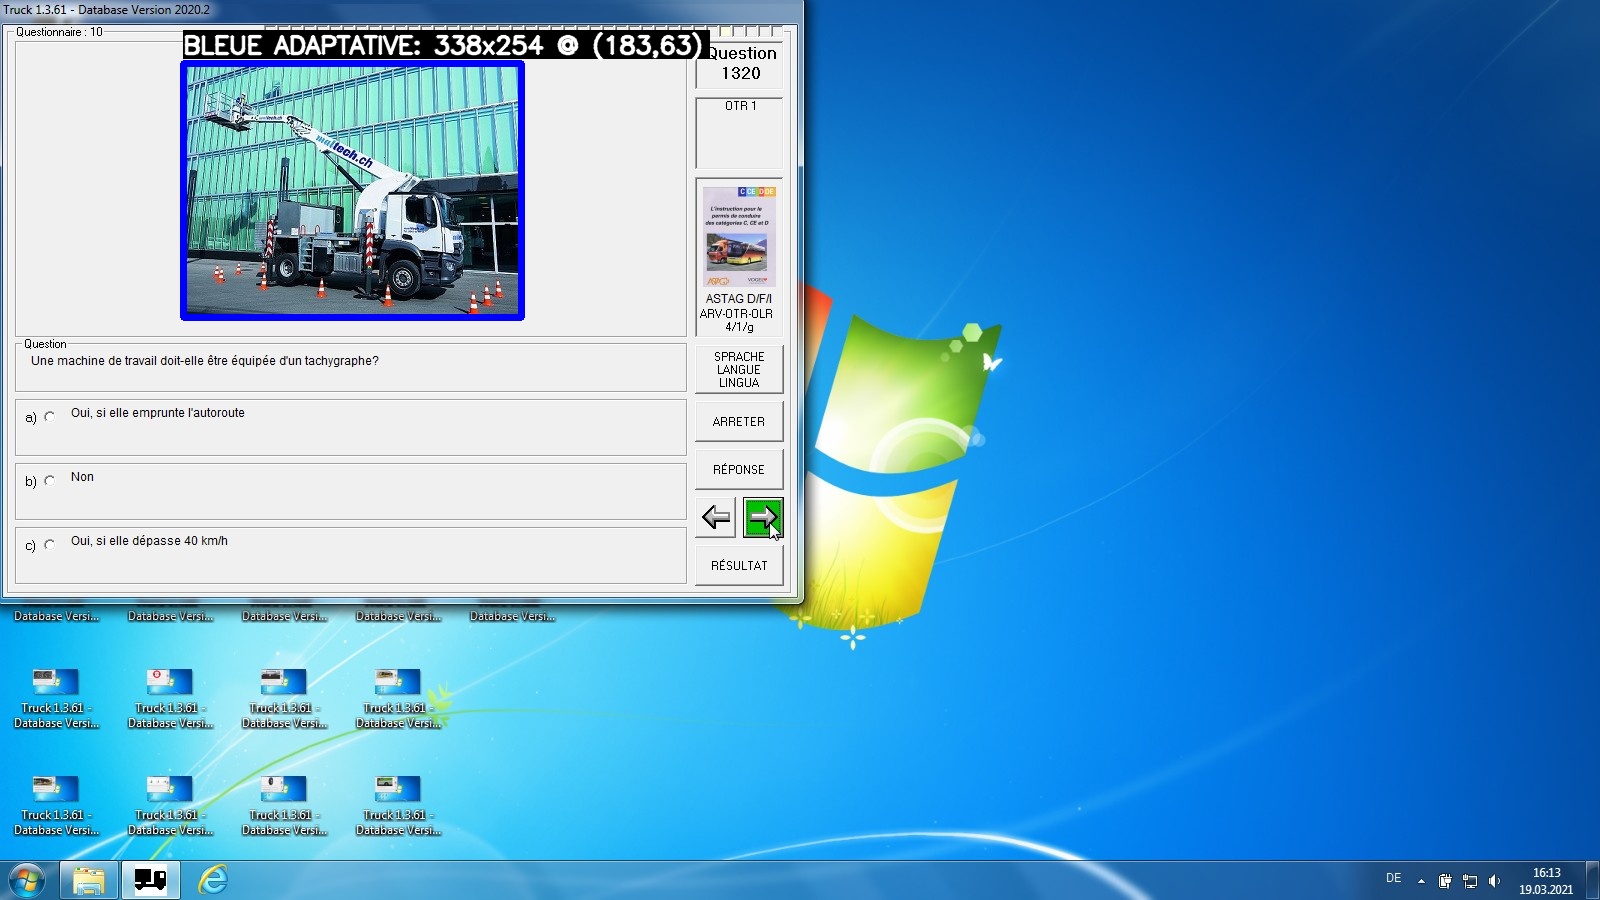 Truck 1.3.61 - Database Version 2020.2
Questionnaire : 10
BLEUE ADAPTATIVE: 338x254 @ (183,63)
Question
1320
OTR 1
maltech.ch
C CE D DE
L'instruction pour le
permis de conduire
des catégories C, CE et D
ASTAG D/F/I
ARV-OTR-OLR
4/1/g
Question
Une machine de travail doit-elle être équipée d'un tachygraphe?
a) Oui, si elle emprunte l'autoroute
b) Non
c) Oui, si elle dépasse 40 km/h
SPRACHE
LANGUE
LINGUA
ARRETER
RÉPONSE
RÉSULTAT
Database Versi...
Database Versi...
Database Versi...
Database Versi...
Database Versi...
Truck 1.3.61 -
Database Versi...
Truck 1.3.61 -
Database Versi...
Truck 1.3.61 -
Database Versi...
Truck 1.3.61 -
Database Versi...
Truck 1.3.61 -
Database Versi...
Truck 1.3.61 -
Database Versi...
Truck 1.3.61 -
Database Versi...
Truck 1.3.61 -
Database Versi...
DE
16:13
19.03.2021